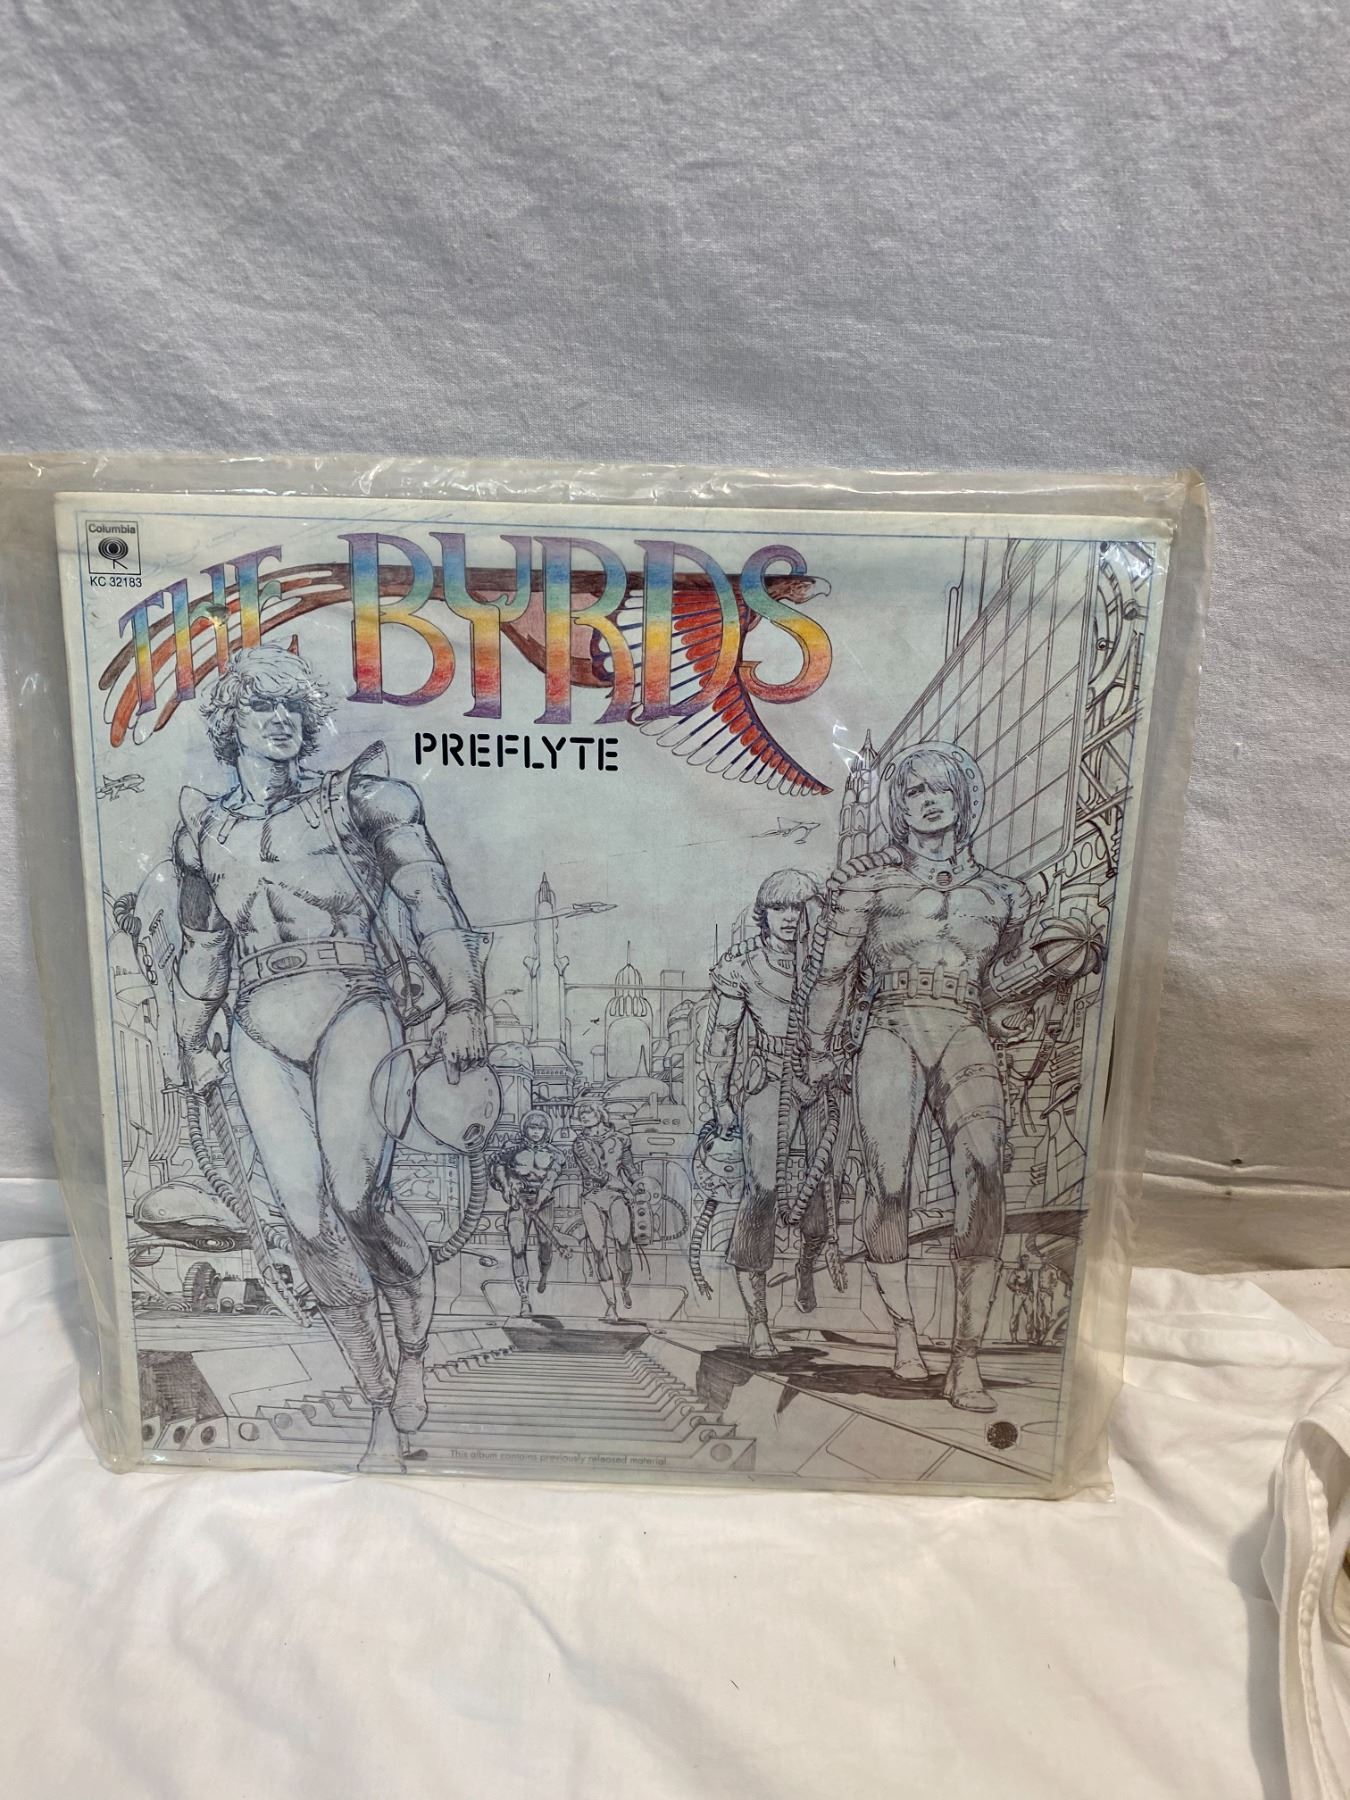 Columbia
KC 32183
THE BYRDS
PREFLYTE
This album contains previously released material.